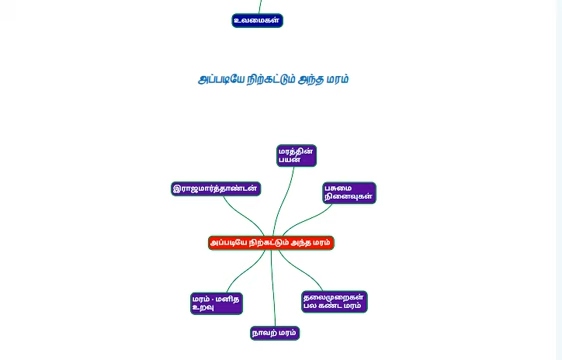 உவமைகள்
அப்படியே நிற்கட்டும் அந்த மரம்
மரத்தின்
பயன்
இராஜமார்த்தாண்டன்
பசுமை
நினைவுகள்
அப்படியே நிற்கட்டும் அந்த மரம்
மரம் - மனித
உறவு
தலைமுறைகள்
பல கண்ட மரம்
நாவற் மரம்